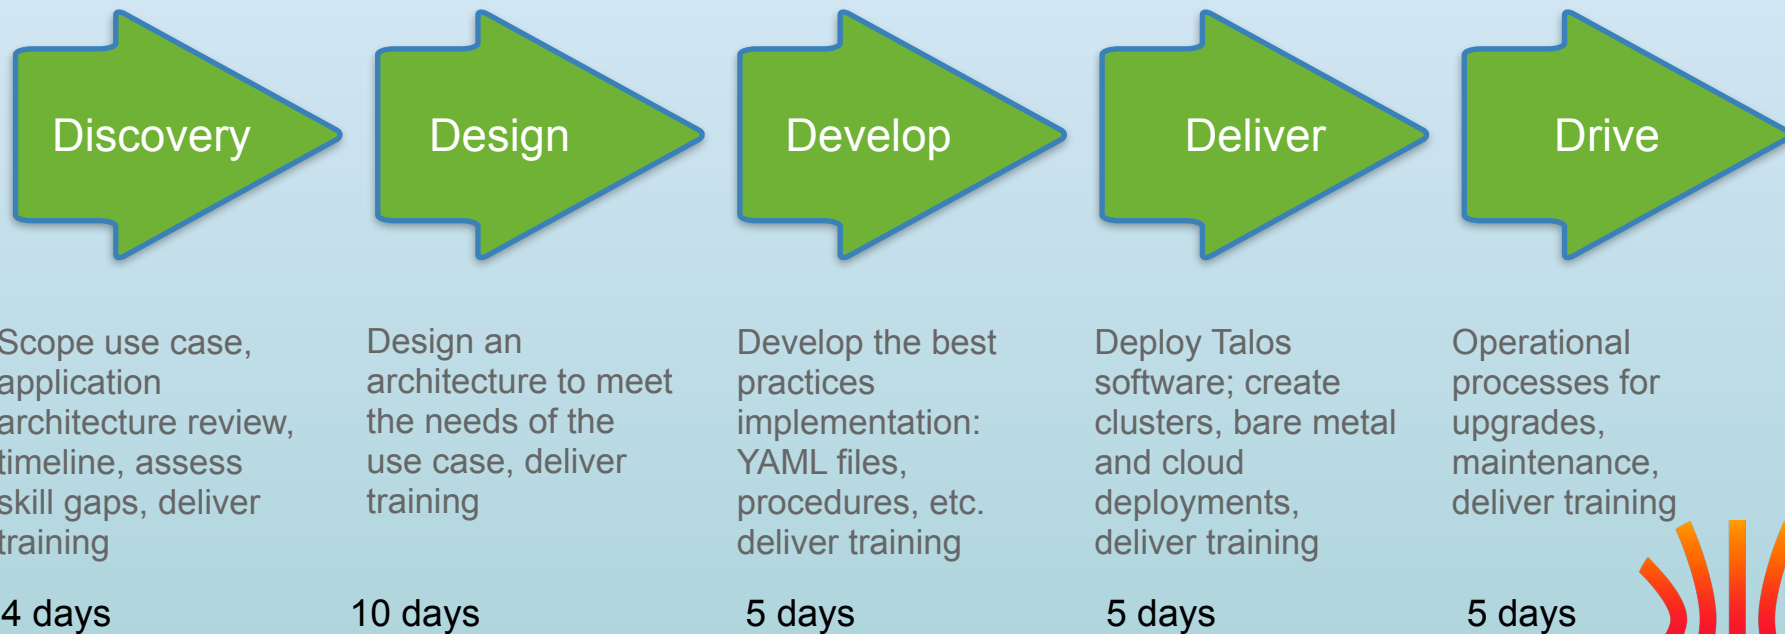 Discovery
Design
Develop
Deliver
Drive
Scope use case,
application
architecture review,
timeline, assess
skill gaps, deliver
training
Design an
architecture to meet
the needs of the
use case, deliver
training
Develop the best
practices
implementation:
YAML files,
procedures, etc.
deliver training
Deploy Talos
software; create
clusters, bare metal
and cloud
deployments,
deliver training
Operational
processes for
upgrades,
maintenance,
deliver training
4 days
10 days
5 days
5 days
5 days